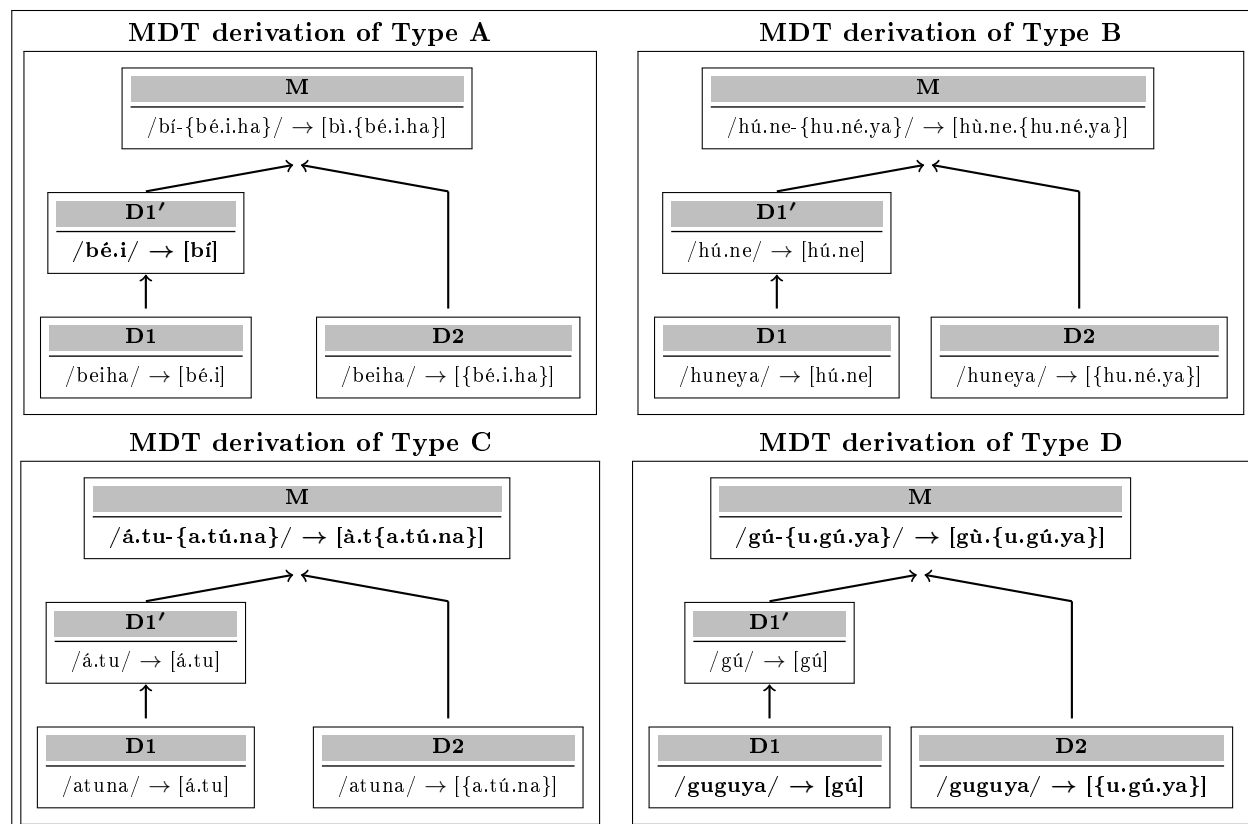 MDT derivation of Type A
M
/bí-{bé.i.ha}/ → [bì.{bé.i.ha}]
D1′
/bé.i/ → [bí]
D1
/beiha/ → [bé.i]
D2
/beiha/ → [{bé.i.ha}]
MDT derivation of Type B
M
/hú.ne-{hu.né.ya}/ → [hù.ne.{hu.né.ya}]
D1′
/hú.ne/ → [hú.ne]
D1
/huneya/ → [hú.ne]
D2
/huneya/ → [{hu.né.ya}]
MDT derivation of Type C
M
/á.tu-{a.tú.na}/ → [à.t{a.tú.na}]
D1′
/á.tu/ → [á.tu]
D1
/atuna/ → [á.tu]
D2
/atuna/ → [{a.tú.na}]
MDT derivation of Type D
M
/gú-{u.gú.ya}/ → [gù.{u.gú.ya}]
D1′
/gú/ → [gú]
D1
/guguya/ → [gú]
D2
/guguya/ → [{u.gú.ya}]